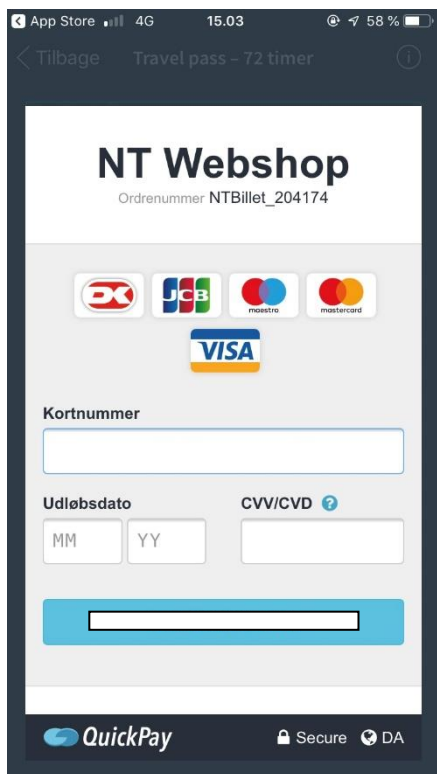 App Store 4G 15.03 58 %
Tilbage Travel pass – 72 timer
NT Webshop
Ordrenummer NTBillet_204174
DK JCB maestro mastercard
VISA
Kortnummer
Udløbsdato CVV/CVD ?
MM YY
QuickPay Secure DA